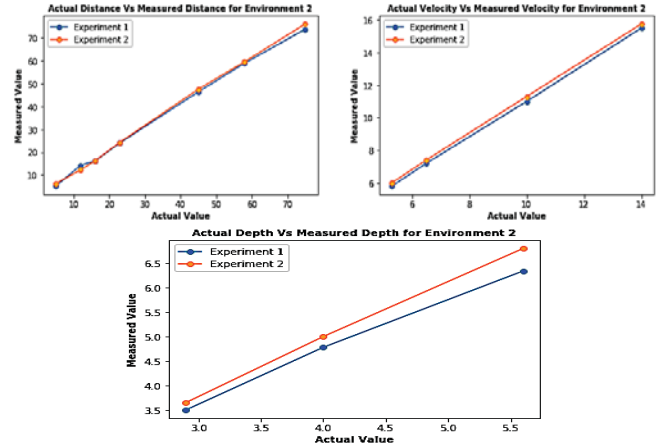 Actual Distance Vs Measured Distance for Environment 2
Experiment 1
Experiment 2
Measured Value
70
60
50
40
30
20
10
10 20 30 40 50 60 70
Actual Value
Actual Velocity Vs Measured Velocity for Environment 2
Experiment 1
Experiment 2
Measured Value
16
14
12
10
8
6
6 8 10 12 14
Actual Value
Actual Depth Vs Measured Depth for Environment 2
Experiment 1
Experiment 2
Measured Value
6.5
6.0
5.5
5.0
4.5
4.0
3.5
3.0 3.5 4.0 4.5 5.0 5.5
Actual Value